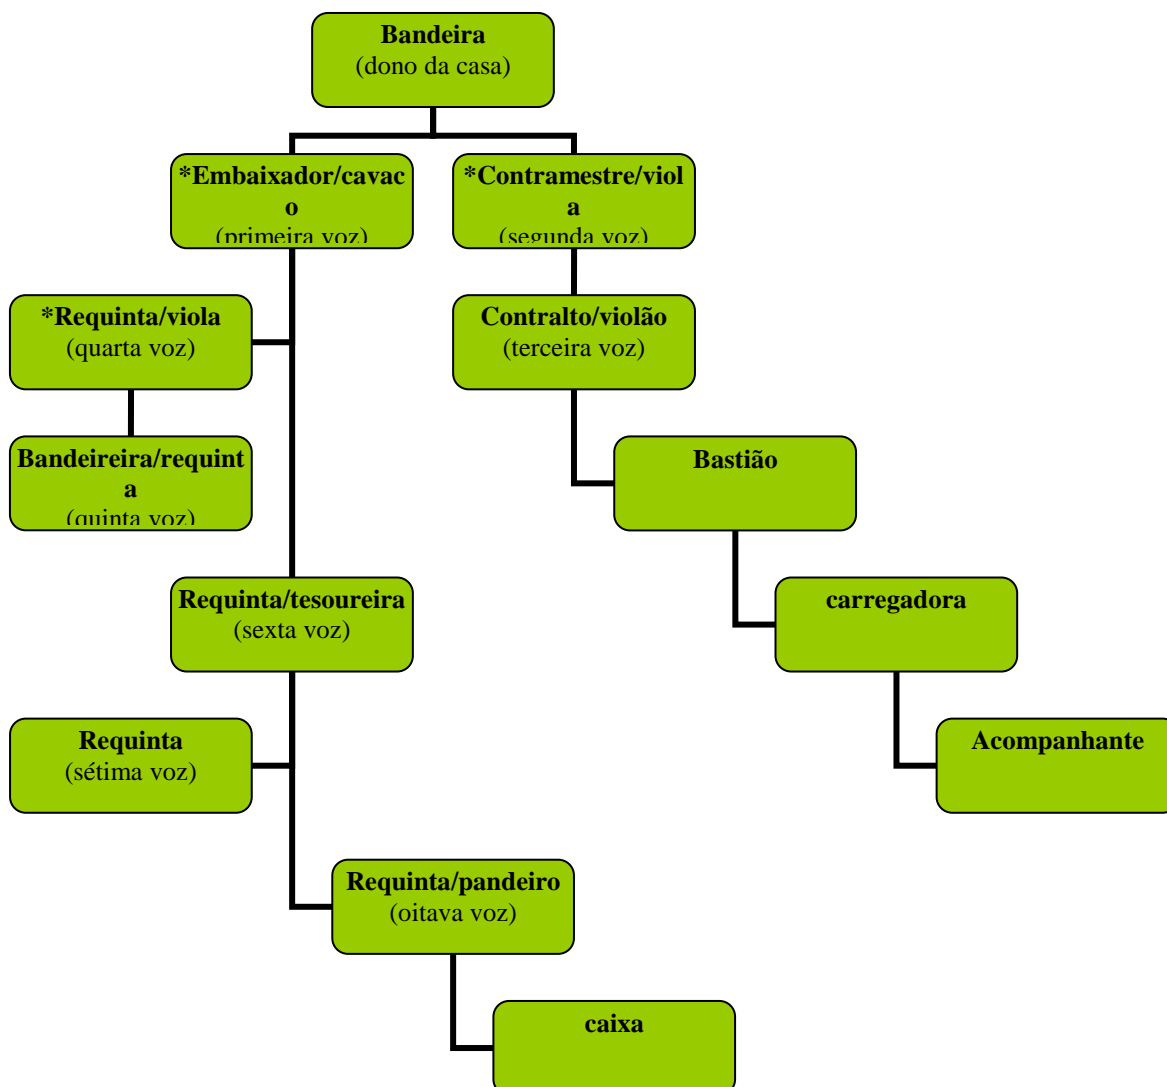 Bandeira
(dono da casa)
*Embaixador/cavac
o
(primeira voz)
*Contramestre/viol
a
(segunda voz)
*Requinta/viola
(quarta voz)
Contralto/violão
(terceira voz)
Bandeireira/requint
a
(quinta voz)
Bastião
Requinta/tesoureira
(sexta voz)
carregadora
Requinta
(sétima voz)
Acompanhante
Requinta/pandeiro
(oitava voz)
caixa